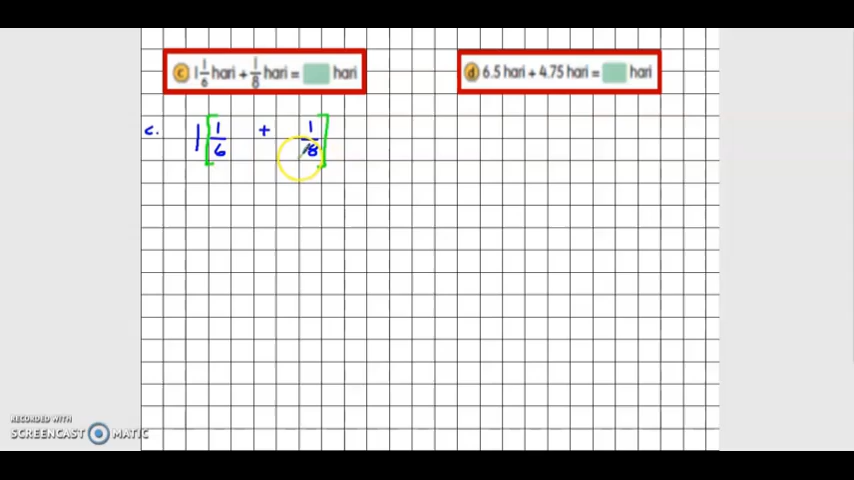 c 1 1/6 hari + 1/8 hari = hari
d 6.5 hari + 4.75 hari = hari
c. 1 [ 1/6 + 1/8 ]
RECORDED WITH
SCREENCAST MATIC